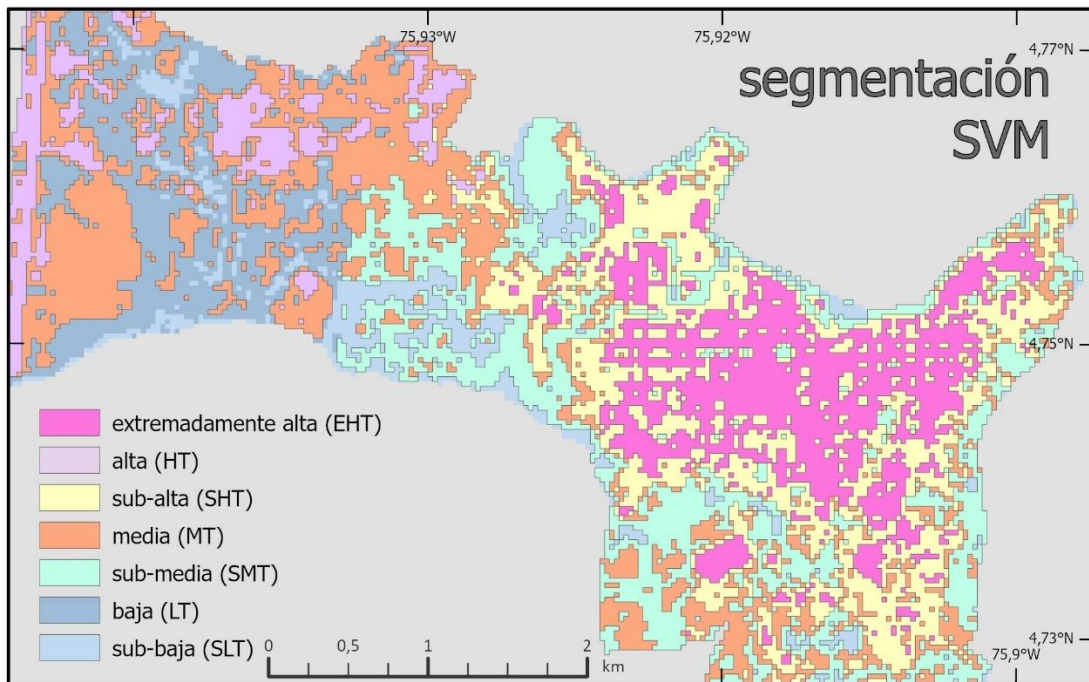 75,93°W
75,92°W
4,77°N
segmentación
SVM
4,75°N
extremadamente alta (EHT)
alta (HT)
sub-alta (SHT)
media (MT)
sub-media (SMT)
baja (LT)
sub-baja (SLT)
0 0,5 1 2
km
4,73°N
75,9°W